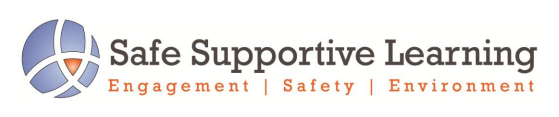 Safe Supportive Learning
Engagement | Safety | Environment